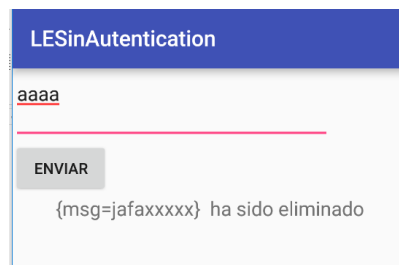 LESinAutentication
aaaa
ENVIAR
{msg=jafaxxxxx} ha sido eliminado